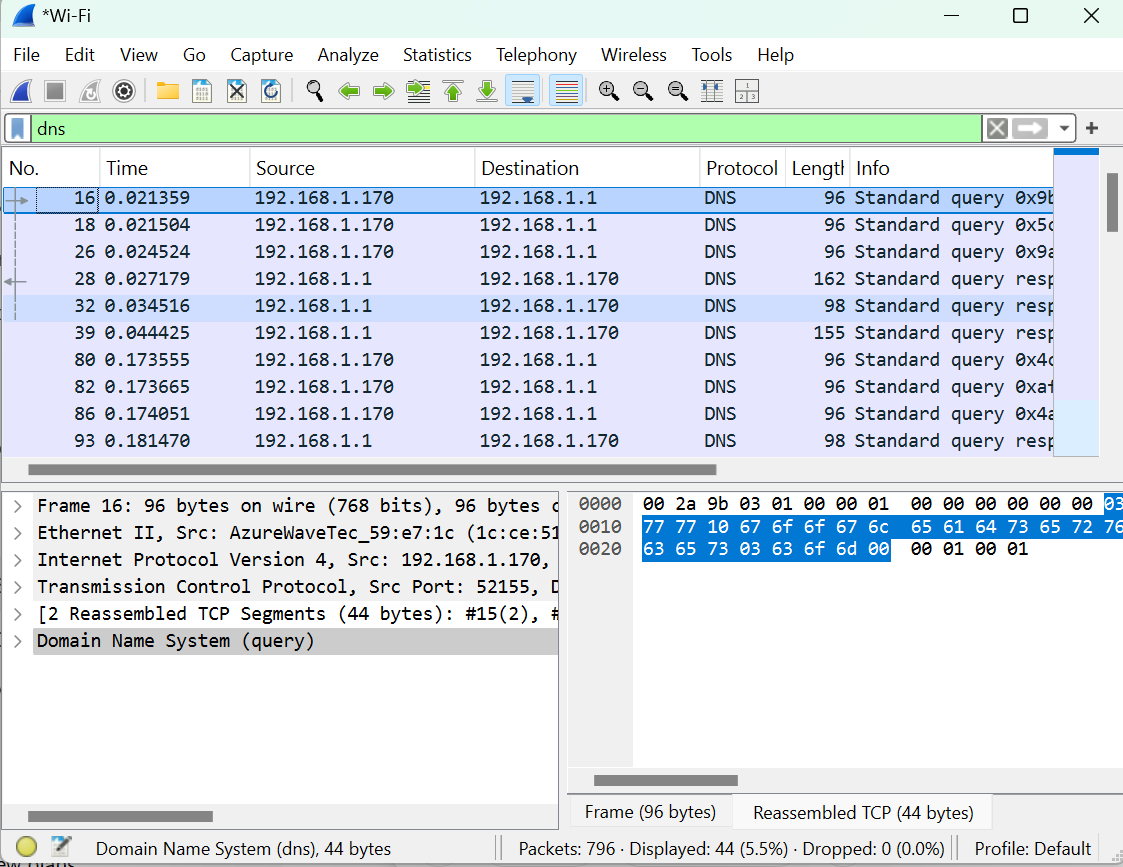 *Wi-Fi
File Edit View Go Capture Analyze Statistics Telephony Wireless Tools Help
dns
No. Time Source Destination Protocol Length Info
16 0.021359 192.168.1.170 192.168.1.1 DNS 96 Standard query 0x9b
18 0.021504 192.168.1.170 192.168.1.1 DNS 96 Standard query 0x5c
26 0.024524 192.168.1.170 192.168.1.1 DNS 96 Standard query 0x9a
28 0.027179 192.168.1.1 192.168.1.170 DNS 162 Standard query resp
32 0.034516 192.168.1.1 192.168.1.170 DNS 98 Standard query resp
39 0.044425 192.168.1.1 192.168.1.170 DNS 155 Standard query resp
80 0.173555 192.168.1.170 192.168.1.1 DNS 96 Standard query 0x4c
82 0.173665 192.168.1.170 192.168.1.1 DNS 96 Standard query 0xaf
86 0.174051 192.168.1.170 192.168.1.1 DNS 96 Standard query 0x4a
93 0.181470 192.168.1.1 192.168.1.170 DNS 98 Standard query resp
Frame 16: 96 bytes on wire (768 bits), 96 bytes c
Ethernet II, Src: AzureWaveTec_59:e7:1c (1c:ce:51
Internet Protocol Version 4, Src: 192.168.1.170,
Transmission Control Protocol, Src Port: 52155, D
[2 Reassembled TCP Segments (44 bytes): #15(2), #
Domain Name System (query)
0000 00 2a 9b 03 01 00 00 01 00 00 00 00 00 00 03
0010 77 77 10 67 6f 6f 67 6c 65 61 64 73 65 72 76
0020 63 65 73 03 63 6f 6d 00 00 01 00 01
Frame (96 bytes) Reassembled TCP (44 bytes)
Domain Name System (dns), 44 bytes Packets: 796 · Displayed: 44 (5.5%) · Dropped: 0 (0.0%) Profile: Default